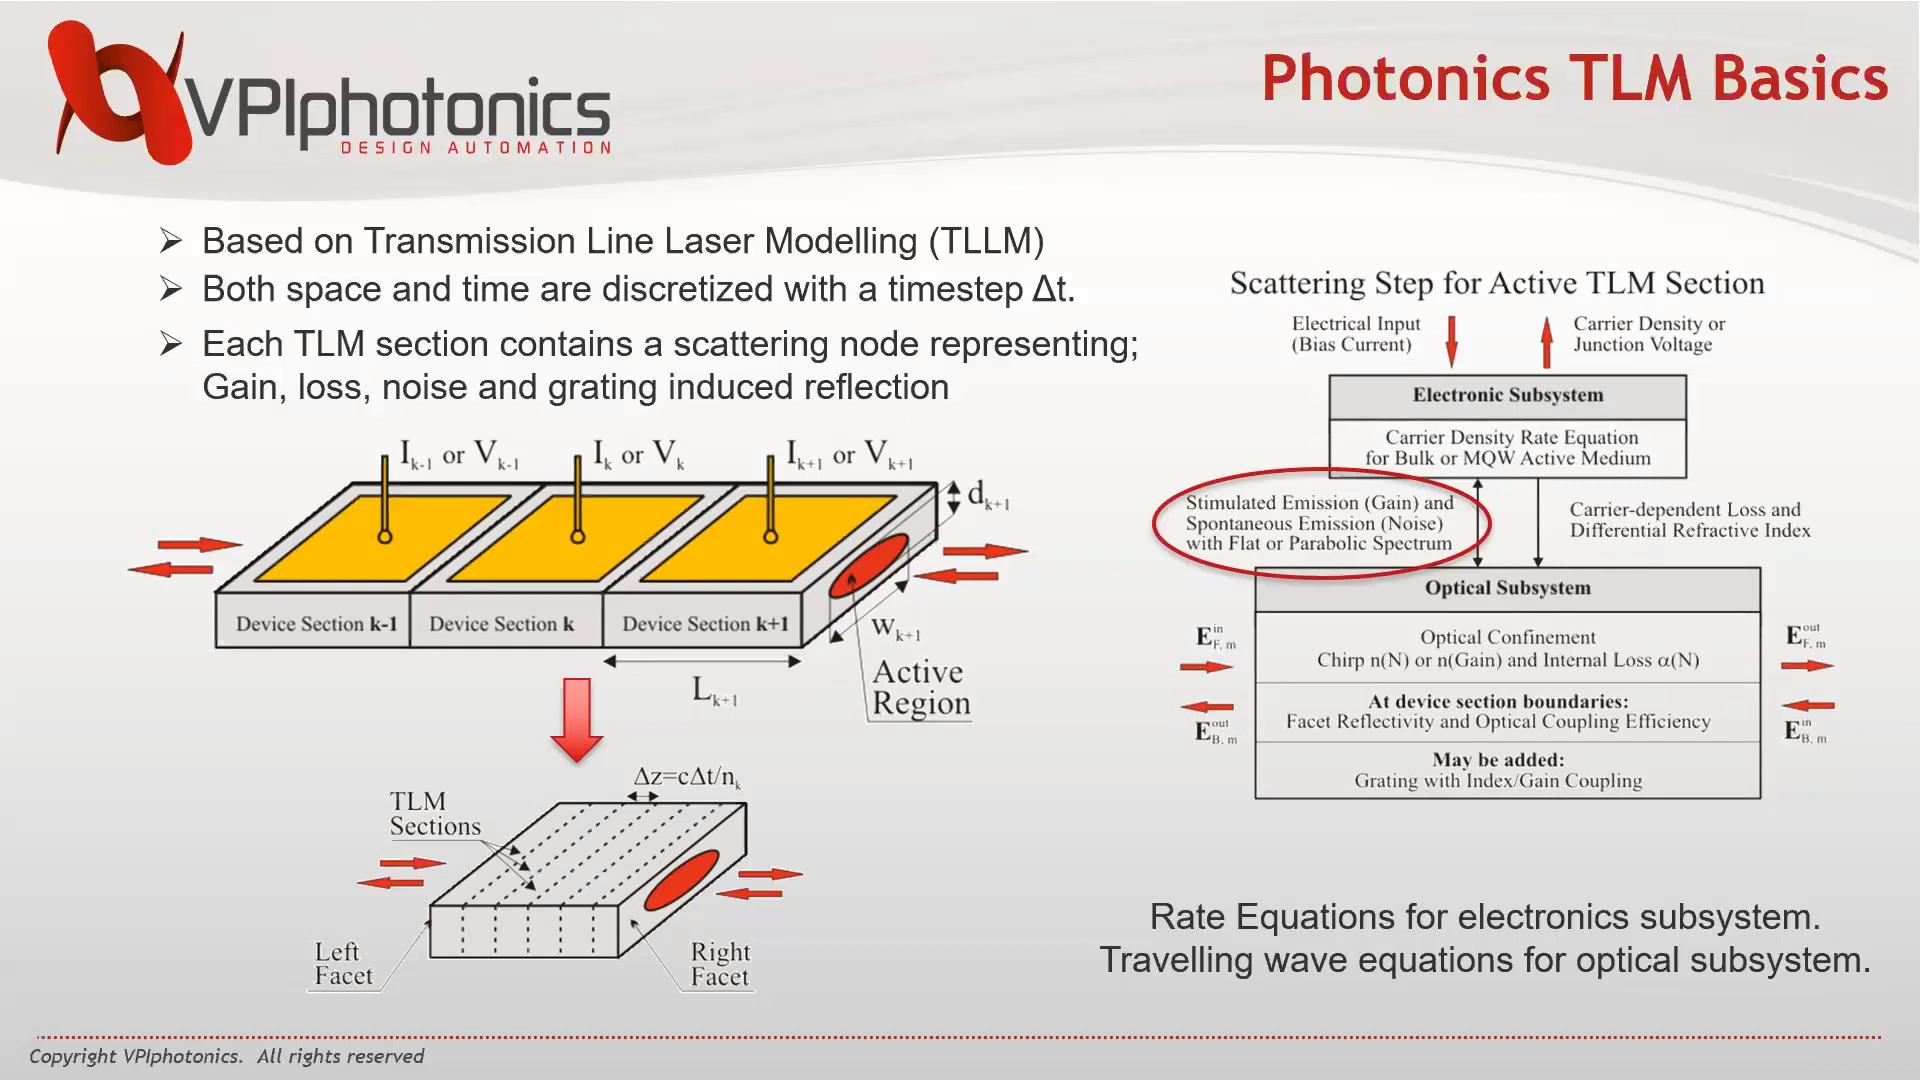 VPIphotonics
DESIGN AUTOMATION
Photonics TLM Basics
➢ Based on Transmission Line Laser Modelling (TLLM)
➢ Both space and time are discretized with a timestep Δt.
➢ Each TLM section contains a scattering node representing;
Gain, loss, noise and grating induced reflection
I k-1 or V k-1
I k or V k
I k+1 or V k+1
d k+1
Device Section k-1
Device Section k
Device Section k+1
w k+1
L k+1
Active
Region
Δz=cΔt/n k
TLM
Sections
Left
Facet
Right
Facet
Scattering Step for Active TLM Section
Electrical Input
(Bias Current)
Carrier Density or
Junction Voltage
Electronic Subsystem
Carrier Density Rate Equation
for Bulk or MQW Active Medium
Stimulated Emission (Gain) and
Spontaneous Emission (Noise)
with Flat or Parabolic Spectrum
Carrier-dependent Loss and
Differential Refractive Index
Optical Subsystem
Optical Confinement
Chirp n(N) or n(Gain) and Internal Loss α(N)
At device section boundaries:
Facet Reflectivity and Optical Coupling Efficiency
May be added:
Grating with Index/Gain Coupling
E in F, m
E out F, m
E out B, m
E in B, m
Rate Equations for electronics subsystem.
Travelling wave equations for optical subsystem.
Copyright VPIphotonics. All rights reserved